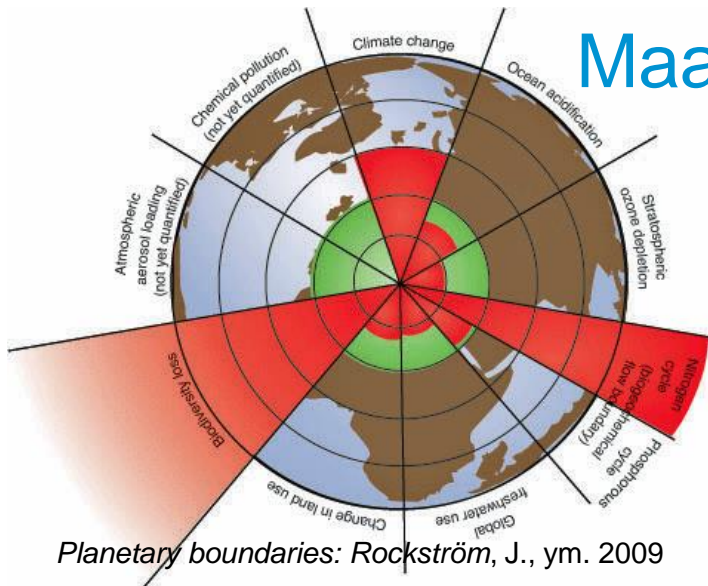 Maa
Climate change
Ocean acidification
Stratospheric
ozone depletion
Nitrogen
cycle
(biogeochemical
flow boundary)
Phosphorous
cycle
Global
freshwater use
Change in land use
Biodiversity loss
Atmospheric
aerosol loading
(not yet quantified)
Chemical pollution
(not yet quantified)
Planetary boundaries: Rockström, J., ym. 2009